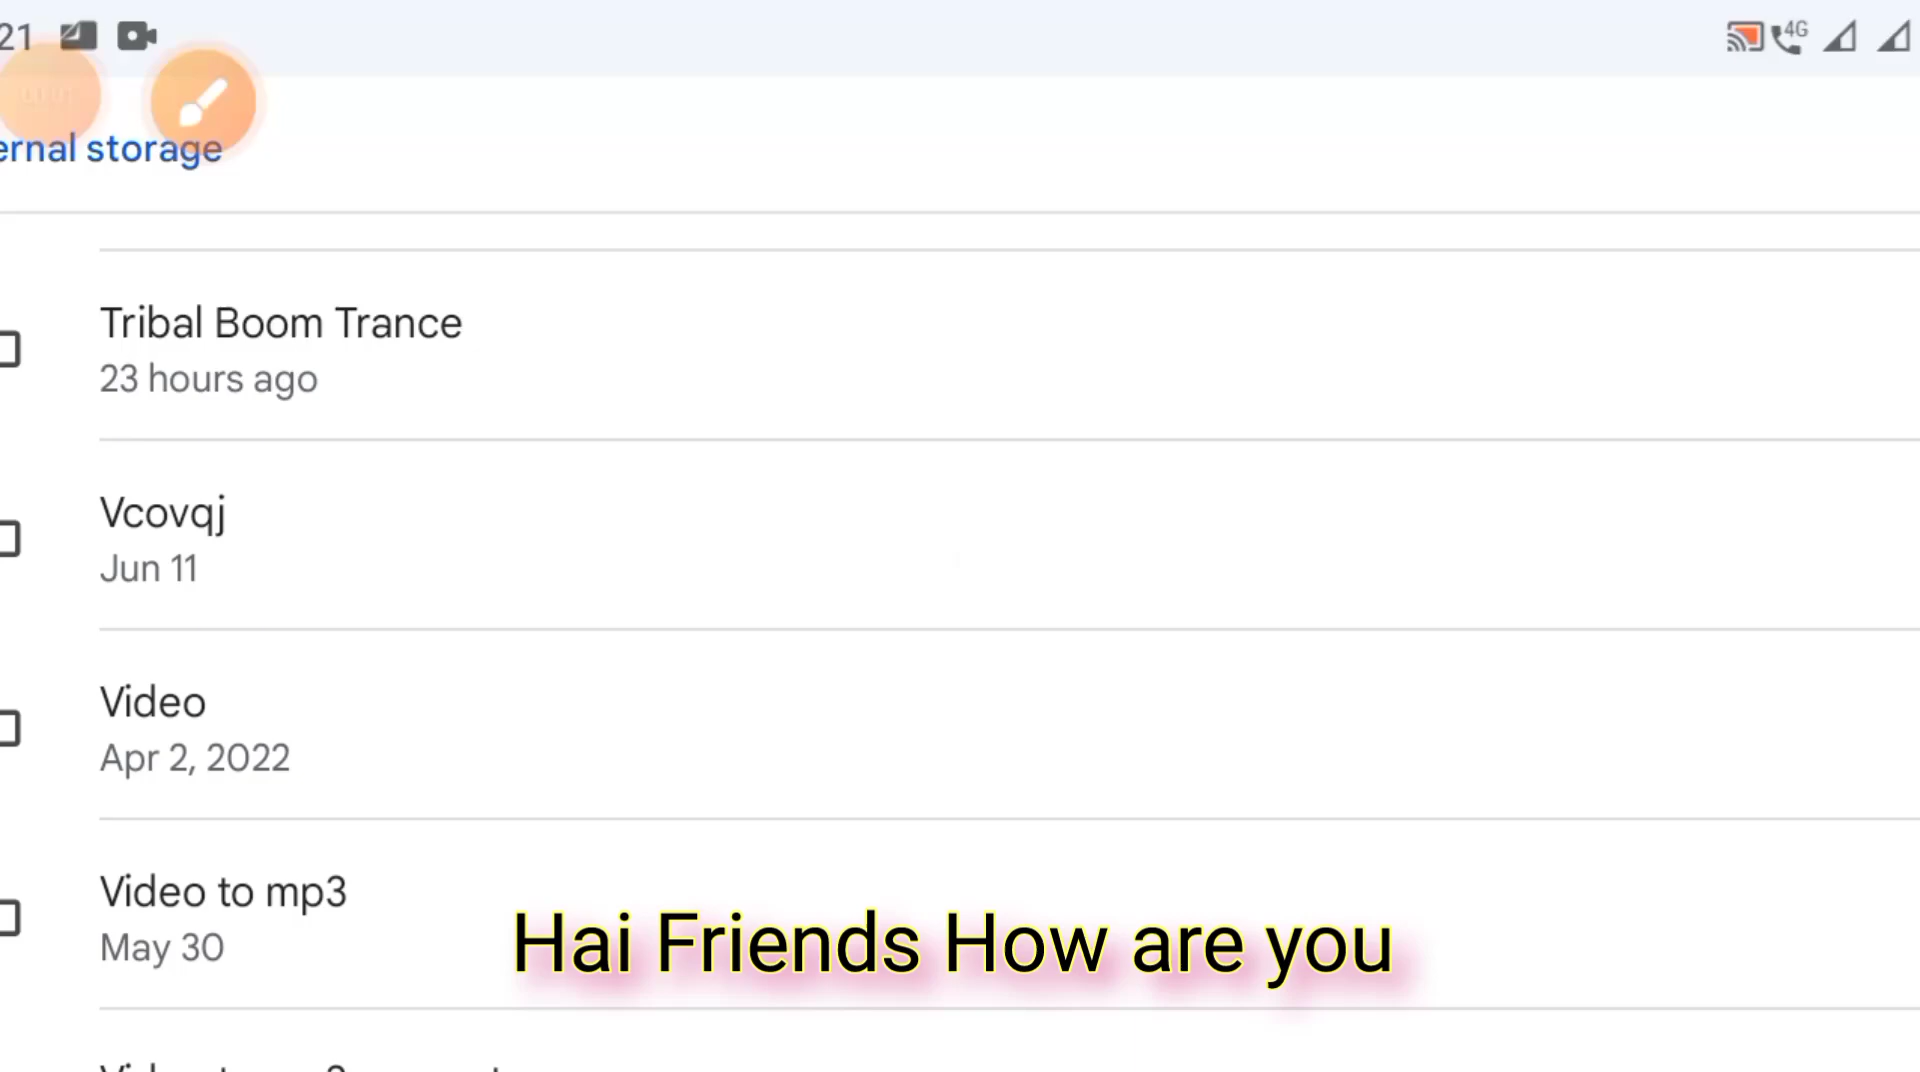 21
4G
ernal storage
Tribal Boom Trance
23 hours ago
Vcovqj
Jun 11
Video
Apr 2, 2022
Video to mp3
May 30
Hai Friends How are you